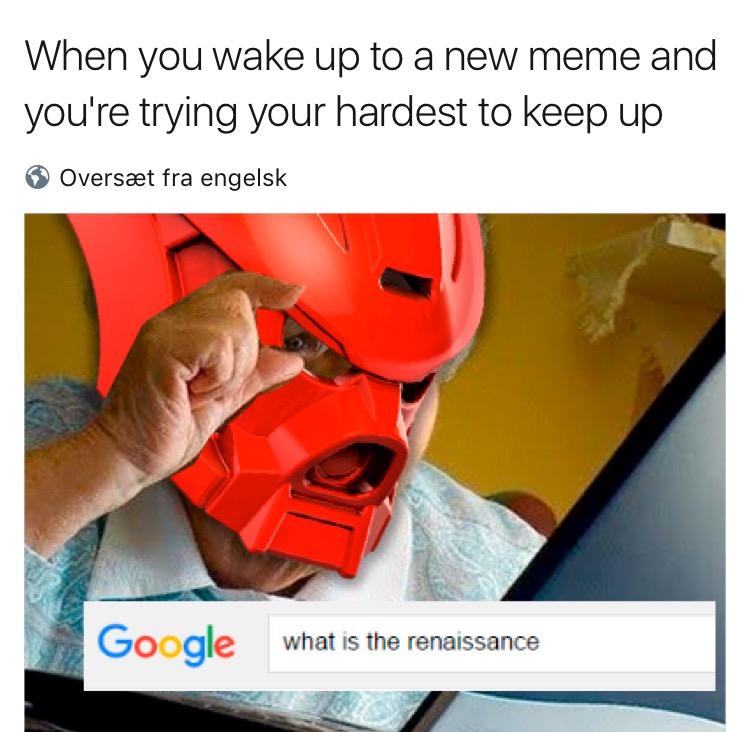 When you wake up to a new meme and
you're trying your hardest to keep up
Oversæt fra engelsk
Google what is the renaissance